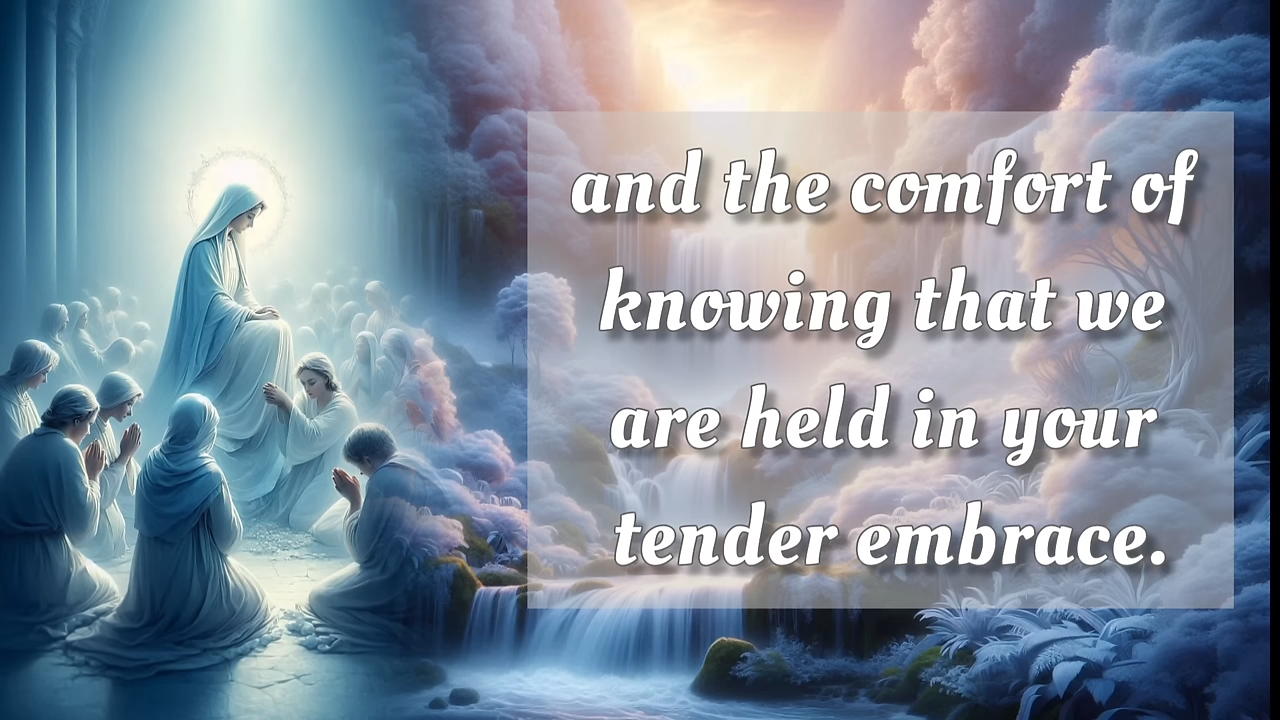 and the comfort of
knowing that we
are held in your
tender embrace.